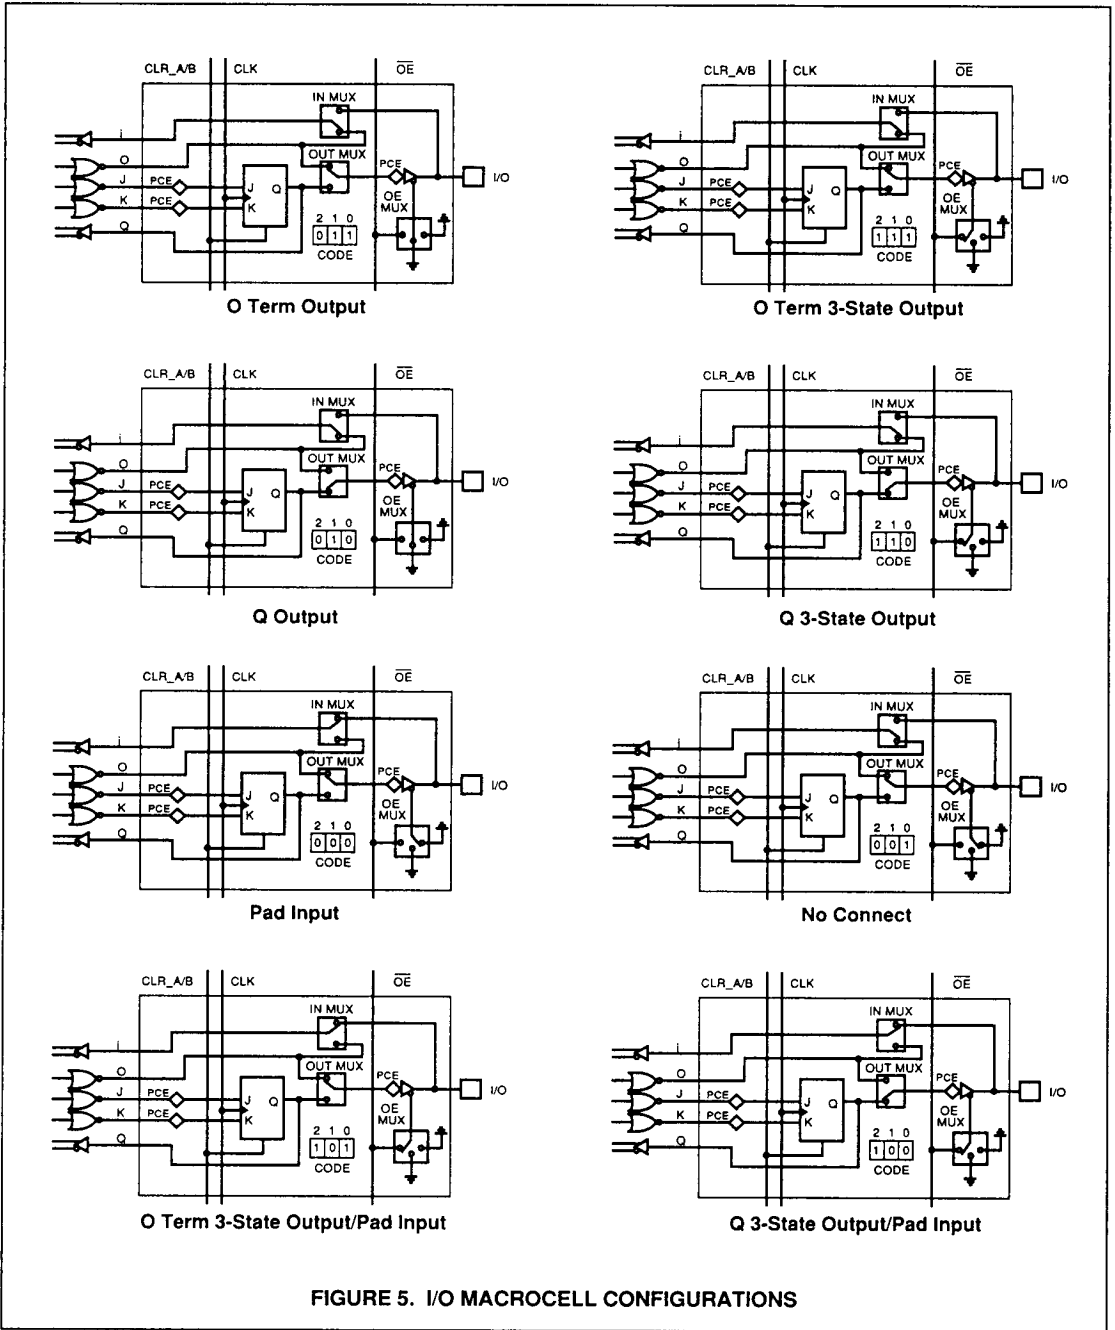 CLR_A/B CLK OE
IN MUX
i
O OUT MUX
J PCE J Q PCE I/O
K PCE K OE
MUX
Q 2 1 0
0 1 1
CODE
O Term Output
CLR_A/B CLK OE
IN MUX
i
O OUT MUX
J PCE J Q PCE I/O
K PCE K OE
MUX
Q 2 1 0
1 1 1
CODE
O Term 3-State Output
CLR_A/B CLK OE
IN MUX
i
O OUT MUX
J PCE J Q PCE I/O
K PCE K OE
MUX
Q 2 1 0
0 1 0
CODE
Q Output
CLR_A/B CLK OE
IN MUX
i
O OUT MUX
J PCE J Q PCE I/O
K PCE K OE
MUX
Q 2 1 0
1 1 0
CODE
Q 3-State Output
CLR_A/B CLK OE
IN MUX
i
O OUT MUX
J PCE J Q PCE I/O
K PCE K OE
MUX
Q 2 1 0
0 0 0
CODE
Pad Input
CLR_A/B CLK OE
IN MUX
i
O OUT MUX
J PCE J Q PCE I/O
K PCE K OE
MUX
Q 2 1 0
0 0 1
CODE
No Connect
CLR_A/B CLK OE
IN MUX
i
O OUT MUX
J PCE J Q PCE I/O
K PCE K OE
MUX
Q 2 1 0
1 0 1
CODE
O Term 3-State Output/Pad Input
CLR_A/B CLK OE
IN MUX
i
O OUT MUX
J PCE J Q PCE I/O
K PCE K OE
MUX
Q 2 1 0
1 0 0
CODE
Q 3-State Output/Pad Input
FIGURE 5. I/O MACROCELL CONFIGURATIONS